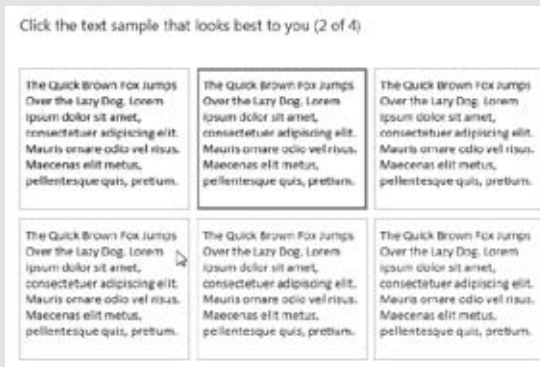 Click the text sample that looks best to you (2 of 4)
The Quick Brown Fox Jumps
Over the Lazy Dog. Lorem
ipsum dolor sit amet,
consectetuer adipiscing elit.
Mauris ornare odio vel risus.
Maecenas elit metus,
pellentesque quis, pretium.
The Quick Brown Fox Jumps
Over the Lazy Dog. Lorem
ipsum dolor sit amet,
consectetuer adipiscing elit.
Mauris ornare odio vel risus.
Maecenas elit metus,
pellentesque quis, pretium.
The Quick Brown Fox Jumps
Over the Lazy Dog. Lorem
ipsum dolor sit amet,
consectetuer adipiscing elit.
Mauris ornare odio vel risus.
Maecenas elit metus,
pellentesque quis, pretium.
The Quick Brown Fox Jumps
Over the Lazy Dog. Lorem
ipsum dolor sit amet,
consectetuer adipiscing elit.
Mauris ornare odio vel risus.
Maecenas elit metus,
pellentesque quis, pretium.
The Quick Brown Fox Jumps
Over the Lazy Dog. Lorem
ipsum dolor sit amet,
consectetuer adipiscing elit.
Mauris ornare odio vel risus.
Maecenas elit metus,
pellentesque quis, pretium.
The Quick Brown Fox Jumps
Over the Lazy Dog. Lorem
ipsum dolor sit amet,
consectetuer adipiscing elit.
Mauris ornare odio vel risus.
Maecenas elit metus,
pellentesque quis, pretium.